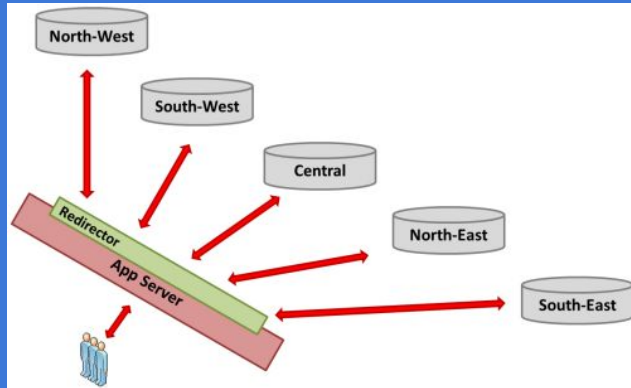 North-West
South-West
Central
North-East
South-East
Redirector
App Server